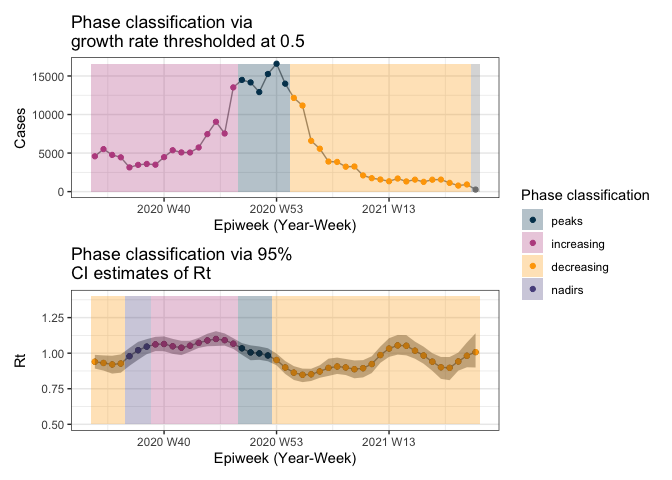 Phase classification via
growth rate thresholded at 0.5
15000
10000
5000
0
Cases
2020 W40
2020 W53
2021 W13
Epiweek (Year-Week)
Phase classification via 95%
CI estimates of Rt
1.25
1.00
0.75
0.50
Rt
2020 W40
2020 W53
2021 W13
Epiweek (Year-Week)
Phase classification
peaks
increasing
decreasing
nadirs